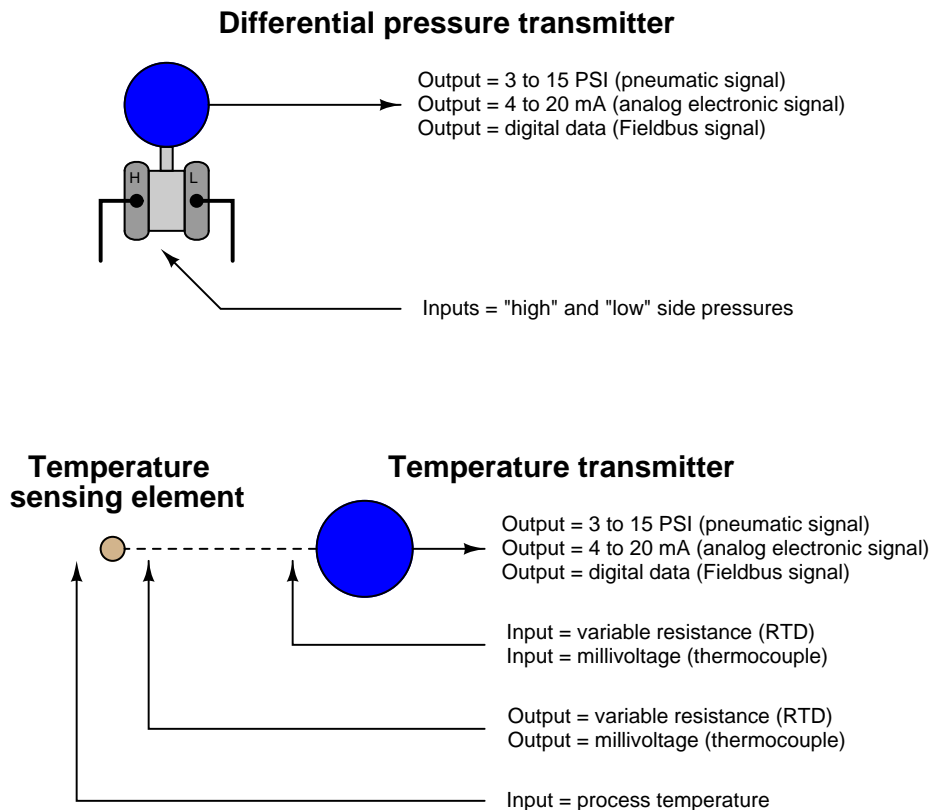 Differential pressure transmitter
Output = 3 to 15 PSI (pneumatic signal)
Output = 4 to 20 mA (analog electronic signal)
Output = digital data (Fieldbus signal)
H
L
Inputs = "high" and "low" side pressures
Temperature
sensing element
Temperature transmitter
Output = 3 to 15 PSI (pneumatic signal)
Output = 4 to 20 mA (analog electronic signal)
Output = digital data (Fieldbus signal)
Input = variable resistance (RTD)
Input = millivoltage (thermocouple)
Output = variable resistance (RTD)
Output = millivoltage (thermocouple)
Input = process temperature